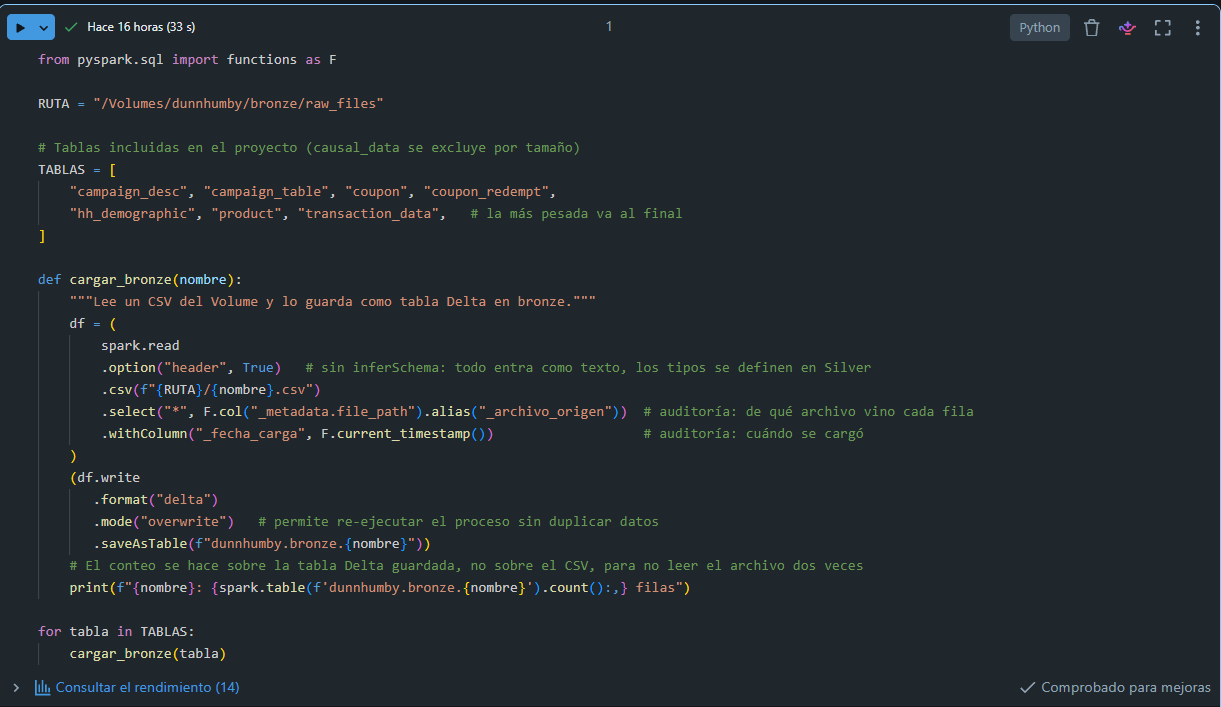 Hace 16 horas (33 s)
1
Python
from pyspark.sql import functions as F
RUTA = "/Volumes/dunnhumby/bronze/raw_files"
# Tablas incluidas en el proyecto (causal_data se excluye por tamaño)
TABLAS = [
    "campaign_desc", "campaign_table", "coupon", "coupon_redempt",
    "hh_demographic", "product", "transaction_data",   # la más pesada va al final
]
def cargar_bronze(nombre):
    """Lee un CSV del Volume y lo guarda como tabla Delta en bronze."""
    df = (
        spark.read
        .option("header", True)   # sin inferSchema: todo entra como texto, los tipos se definen en Silver
        .csv(f"{RUTA}/{nombre}.csv")
        .select("*", F.col("_metadata.file_path").alias("_archivo_origen"))  # auditoría: de qué archivo vino cada fila
        .withColumn("_fecha_carga", F.current_timestamp())                   # auditoría: cuándo se cargó
    )
    (df.write
       .format("delta")
       .mode("overwrite")   # permite re-ejecutar el proceso sin duplicar datos
       .saveAsTable(f"dunnhumby.bronze.{nombre}"))
    # El conteo se hace sobre la tabla Delta guardada, no sobre el CSV, para no leer el archivo dos veces
    print(f"{nombre}: {spark.table(f'dunnhumby.bronze.{nombre}').count():,} filas")
for tabla in TABLAS:
    cargar_bronze(tabla)
Consultar el rendimiento (14)
Comprobado para mejoras